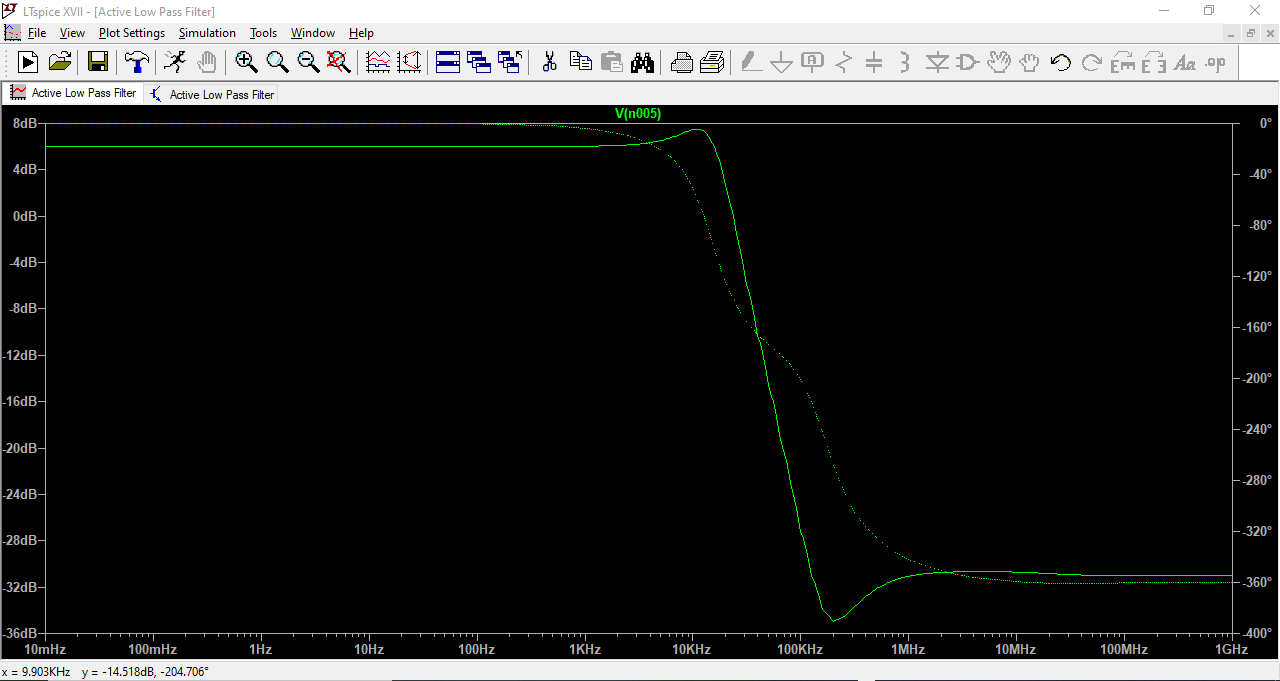 LTspice XVII - [Active Low Pass Filter]
File View Plot Settings Simulation Tools Window Help
Active Low Pass Filter Active Low Pass Filter
V(n005)
8dB 0°
4dB -40°
0dB -80°
-4dB -120°
-8dB -160°
-12dB -200°
-16dB -240°
-20dB -280°
-24dB -320°
-28dB -360°
-32dB -400°
-36dB
10mHz 100mHz 1Hz 10Hz 100Hz 1KHz 10KHz 100KHz 1MHz 10MHz 100MHz 1GHz
x = 9.903KHz y = -14.518dB, -204.706°